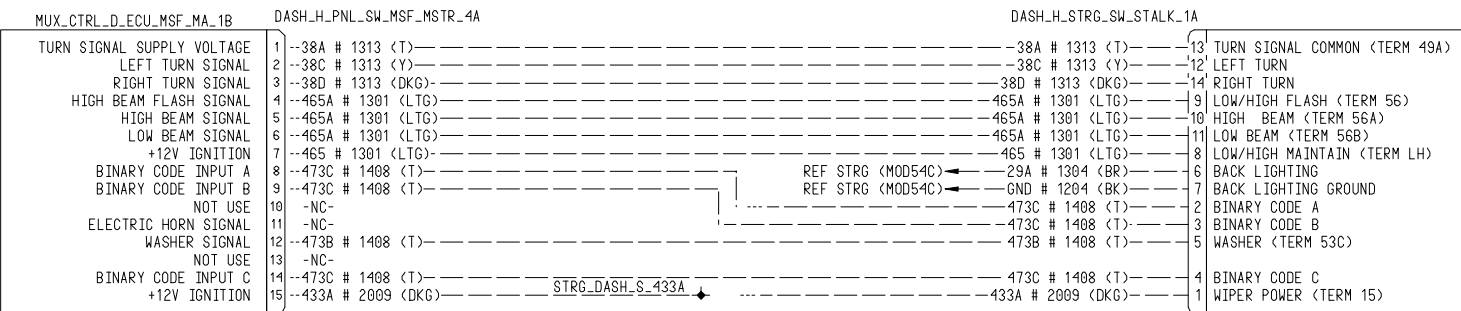 MUX_CTRL_D_ECU_MSF_MA_1B DASH_H_PNL_SW_MSF_MSTR_4A DASH_H_STRG_SW_STALK_1A
TURN SIGNAL SUPPLY VOLTAGE 1 --38A # 1313 (T) 38A # 1313 (T) 13 TURN SIGNAL COMMON (TERM 49A)
LEFT TURN SIGNAL 2 --38C # 1313 (Y) 38C # 1313 (Y) 12 LEFT TURN
RIGHT TURN SIGNAL 3 --38D # 1313 (DKG) 38D # 1313 (DKG) 14 RIGHT TURN
HIGH BEAM FLASH SIGNAL 4 --465A # 1301 (LTG) 465A # 1301 (LTG) 9 LOW/HIGH FLASH (TERM 56)
HIGH BEAM SIGNAL 5 --465A # 1301 (LTG) 465A # 1301 (LTG) 10 HIGH BEAM (TERM 56A)
LOW BEAM SIGNAL 6 --465A # 1301 (LTG) 465A # 1301 (LTG) 11 LOW BEAM (TERM 56B)
+12V IGNITION 7 --465 # 1301 (LTG) 465 # 1301 (LTG) 8 LOW/HIGH MAINTAIN (TERM LH)
BINARY CODE INPUT A 8 --473C # 1408 (T) REF STRG (MOD54C) 29A # 1304 (BR) 6 BACK LIGHTING
BINARY CODE INPUT B 9 --473C # 1408 (T) REF STRG (MOD54C) GND # 1204 (BK) 7 BACK LIGHTING GROUND
NOT USE 10 -NC- 473C # 1408 (T) 2 BINARY CODE A
ELECTRIC HORN SIGNAL 11 -NC- 473C # 1408 (T) 3 BINARY CODE B
WASHER SIGNAL 12 --473B # 1408 (T) 473B # 1408 (T) 5 WASHER (TERM 53C)
NOT USE 13 -NC-
BINARY CODE INPUT C 14 --473C # 1408 (T) 473C # 1408 (T) 4 BINARY CODE C
+12V IGNITION 15 --433A # 2009 (DKG) STRG_DASH_S_433A 433A # 2009 (DKG) 1 WIPER POWER (TERM 15)